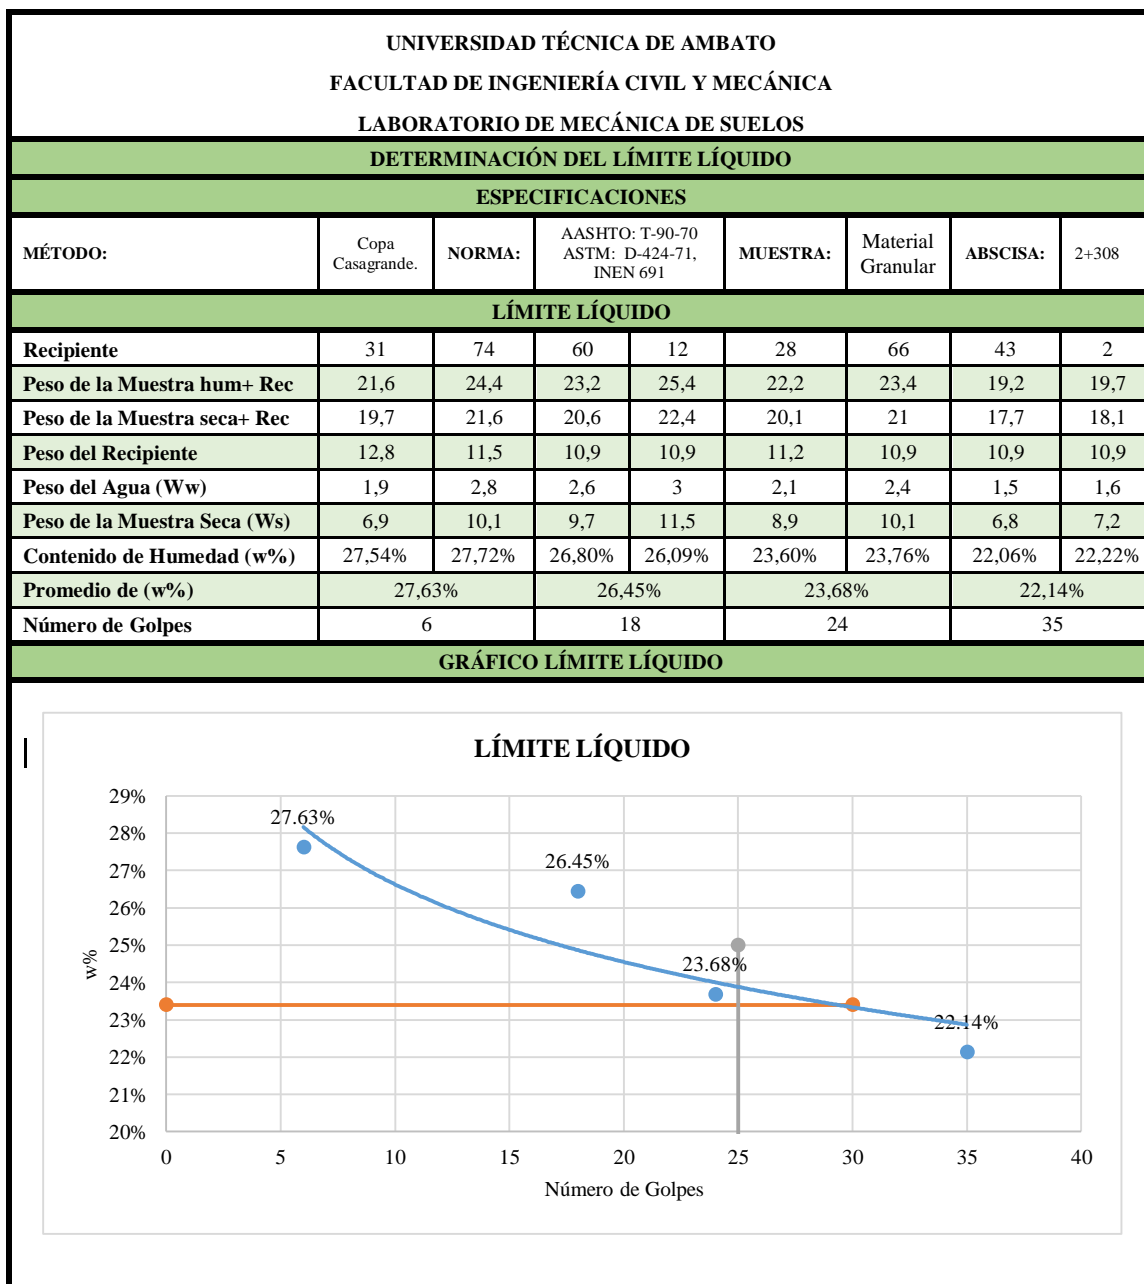 UNIVERSIDAD TÉCNICA DE AMBATO
FACULTAD DE INGENIERÍA CIVIL Y MECÁNICA
LABORATORIO DE MECÁNICA DE SUELOS
DETERMINACIÓN DEL LÍMITE LÍQUIDO
ESPECIFICACIONES
MÉTODO: Copa Casagrande. NORMA: AASHTO: T-90-70 ASTM: D-424-71, INEN 691 MUESTRA: Material Granular ABSCISA: 2+308
LÍMITE LÍQUIDO
Recipiente 31 74 60 12 28 66 43 2
Peso de la Muestra hum+ Rec 21,6 24,4 23,2 25,4 22,2 23,4 19,2 19,7
Peso de la Muestra seca+ Rec 19,7 21,6 20,6 22,4 20,1 21 17,7 18,1
Peso del Recipiente 12,8 11,5 10,9 10,9 11,2 10,9 10,9 10,9
Peso del Agua (Ww) 1,9 2,8 2,6 3 2,1 2,4 1,5 1,6
Peso de la Muestra Seca (Ws) 6,9 10,1 9,7 11,5 8,9 10,1 6,8 7,2
Contenido de Humedad (w%) 27,54% 27,72% 26,80% 26,09% 23,60% 23,76% 22,06% 22,22%
Promedio de (w%) 27,63% 26,45% 23,68% 22,14%
Número de Golpes 6 18 24 35
GRÁFICO LÍMITE LÍQUIDO
LÍMITE LÍQUIDO
29%
28%
27%
26%
25%
24%
23%
22%
21%
20%
w%
27.63%
26.45%
23.68%
22.14%
0 5 10 15 20 25 30 35 40
Número de Golpes